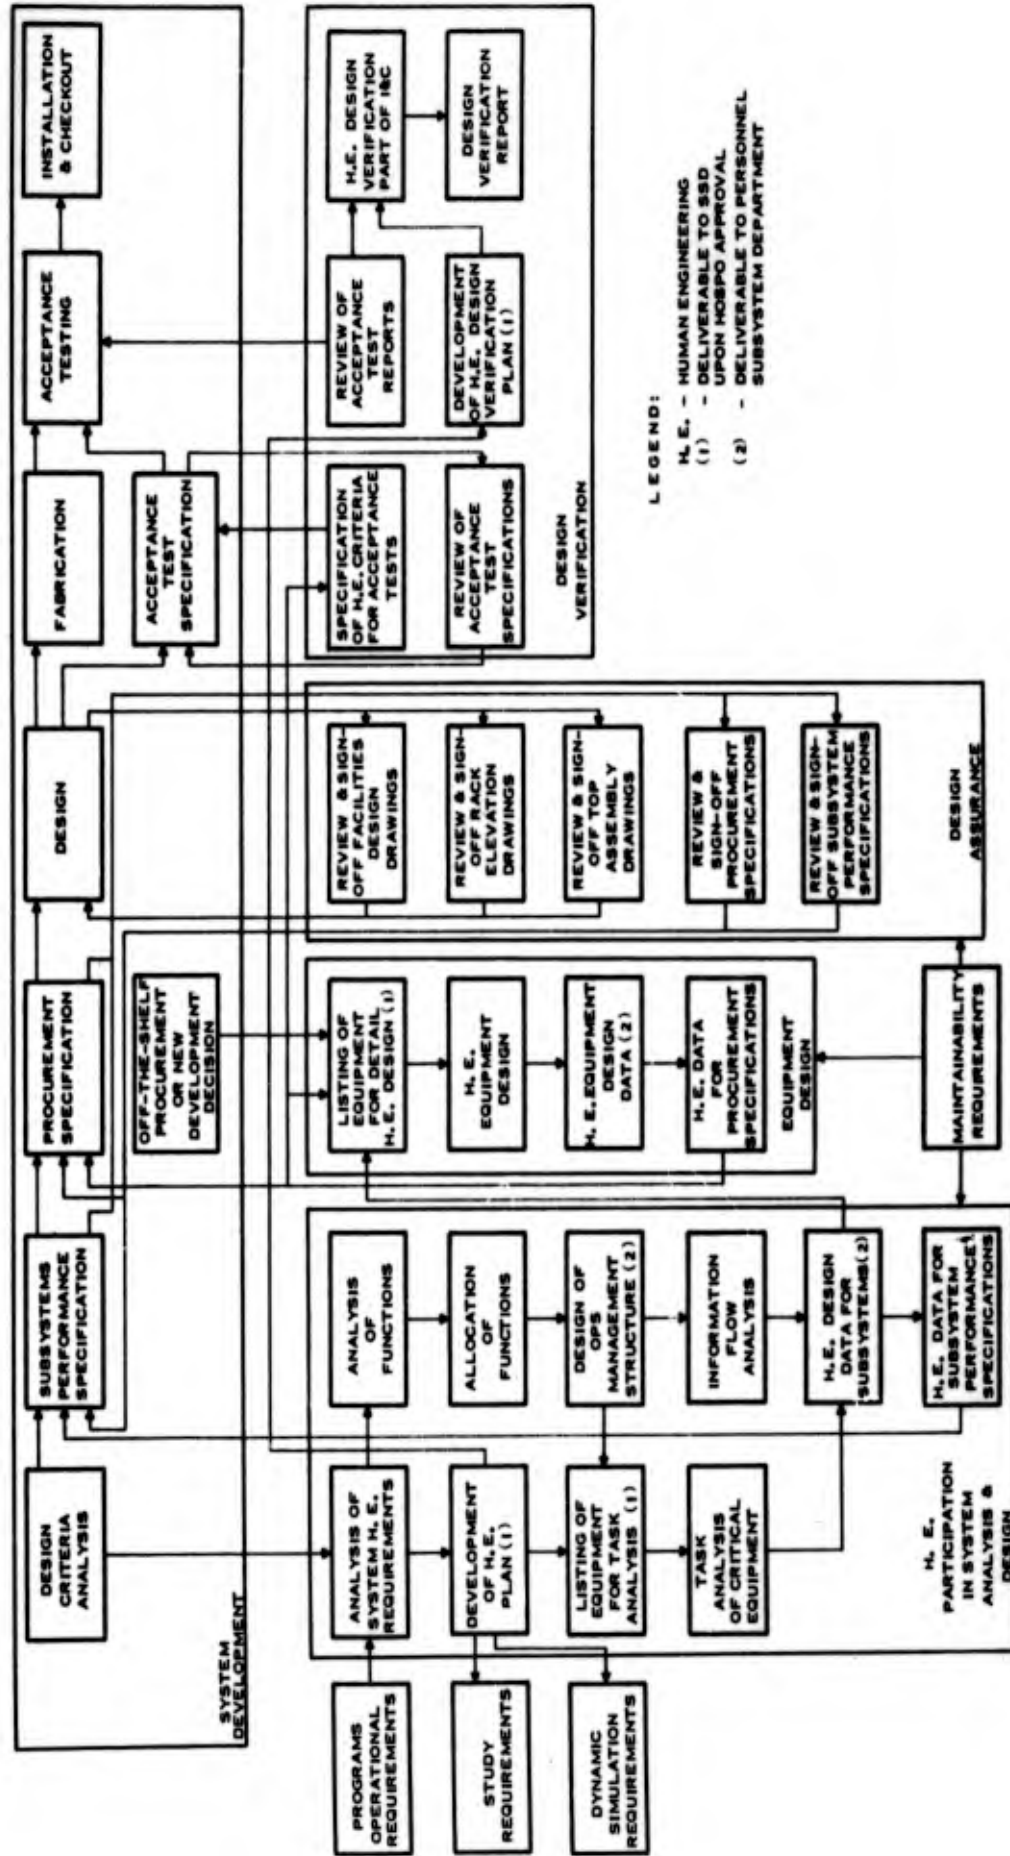 DESIGN
CRITERIA
ANALYSIS
SUBSYSTEMS
PERFORMANCE
SPECIFICATION
PROCUREMENT
SPECIFICATION
DESIGN
FABRICATION
ACCEPTANCE
TESTING
INSTALLATION
& CHECKOUT
OFF-THE-SHELF
PROCUREMENT
OR NEW
DEVELOPMENT
DECISION
ACCEPTANCE
TEST
SPECIFICATION
SYSTEM
DEVELOPMENT
PROGRAMS
OPERATIONAL
REQUIREMENTS
STUDY
REQUIREMENTS
DYNAMIC
SIMULATION
REQUIREMENTS
ANALYSIS OF
SYSTEM H.E.
REQUIREMENTS
DEVELOPMENT
OF H.E.
PLAN (1)
LISTING OF
EQUIPMENT
FOR TASK
ANALYSIS (1)
TASK
ANALYSIS
OF CRITICAL
EQUIPMENT
ANALYSIS
OF
FUNCTIONS
ALLOCATION
OF
FUNCTIONS
DESIGN OF
OPS
MANAGEMENT
STRUCTURE (2)
INFORMATION
FLOW
ANALYSIS
H.E. DESIGN
DATA FOR
SUBSYSTEMS(2)
H.E. DATA FOR
SUBSYSTEM
PERFORMANCE
SPECIFICATIONS
H. E.
PARTICIPATION
IN SYSTEM
ANALYSIS &
DESIGN
LISTING OF
EQUIPMENT
FOR DETAIL
H.E. DESIGN (1)
H. E.
EQUIPMENT
DESIGN
H. E. EQUIPMENT
DESIGN
DATA (2)
H.E. DATA
FOR
PROCUREMENT
SPECIFICATIONS
EQUIPMENT
DESIGN
MAINTAINABILITY
REQUIREMENTS
REVIEW & SIGN-
OFF FACILITIES
DESIGN
DRAWINGS
REVIEW & SIGN-
OFF RACK
ELEVATION
DRAWINGS
REVIEW & SIGN-
OFF TOP
ASSEMBLY
DRAWINGS
REVIEW &
SIGN-OFF
PROCUREMENT
SPECIFICATIONS
REVIEW & SIGN-
OFF SUBSYSTEM
PERFORMANCE
SPECIFICATIONS
DESIGN
ASSURANCE
SPECIFICATION
OF H.E. CRITERIA
FOR ACCEPTANCE
TESTS
REVIEW OF
ACCEPTANCE
TEST
SPECIFICATIONS
REVIEW OF
ACCEPTANCE
TEST
REPORTS
DEVELOPMENT
OF H.E. DESIGN
VERIFICATION
PLAN (1)
H.E. DESIGN
VERIFICATION
PART OF I&C
DESIGN
VERIFICATION
REPORT
DESIGN
VERIFICATION
LEGEND:
H. E. - HUMAN ENGINEERING
(1) - DELIVERABLE TO SSD
UPON HOSPO APPROVAL
(2) - DELIVERABLE TO PERSONNEL
SUBSYSTEM DEPARTMENT